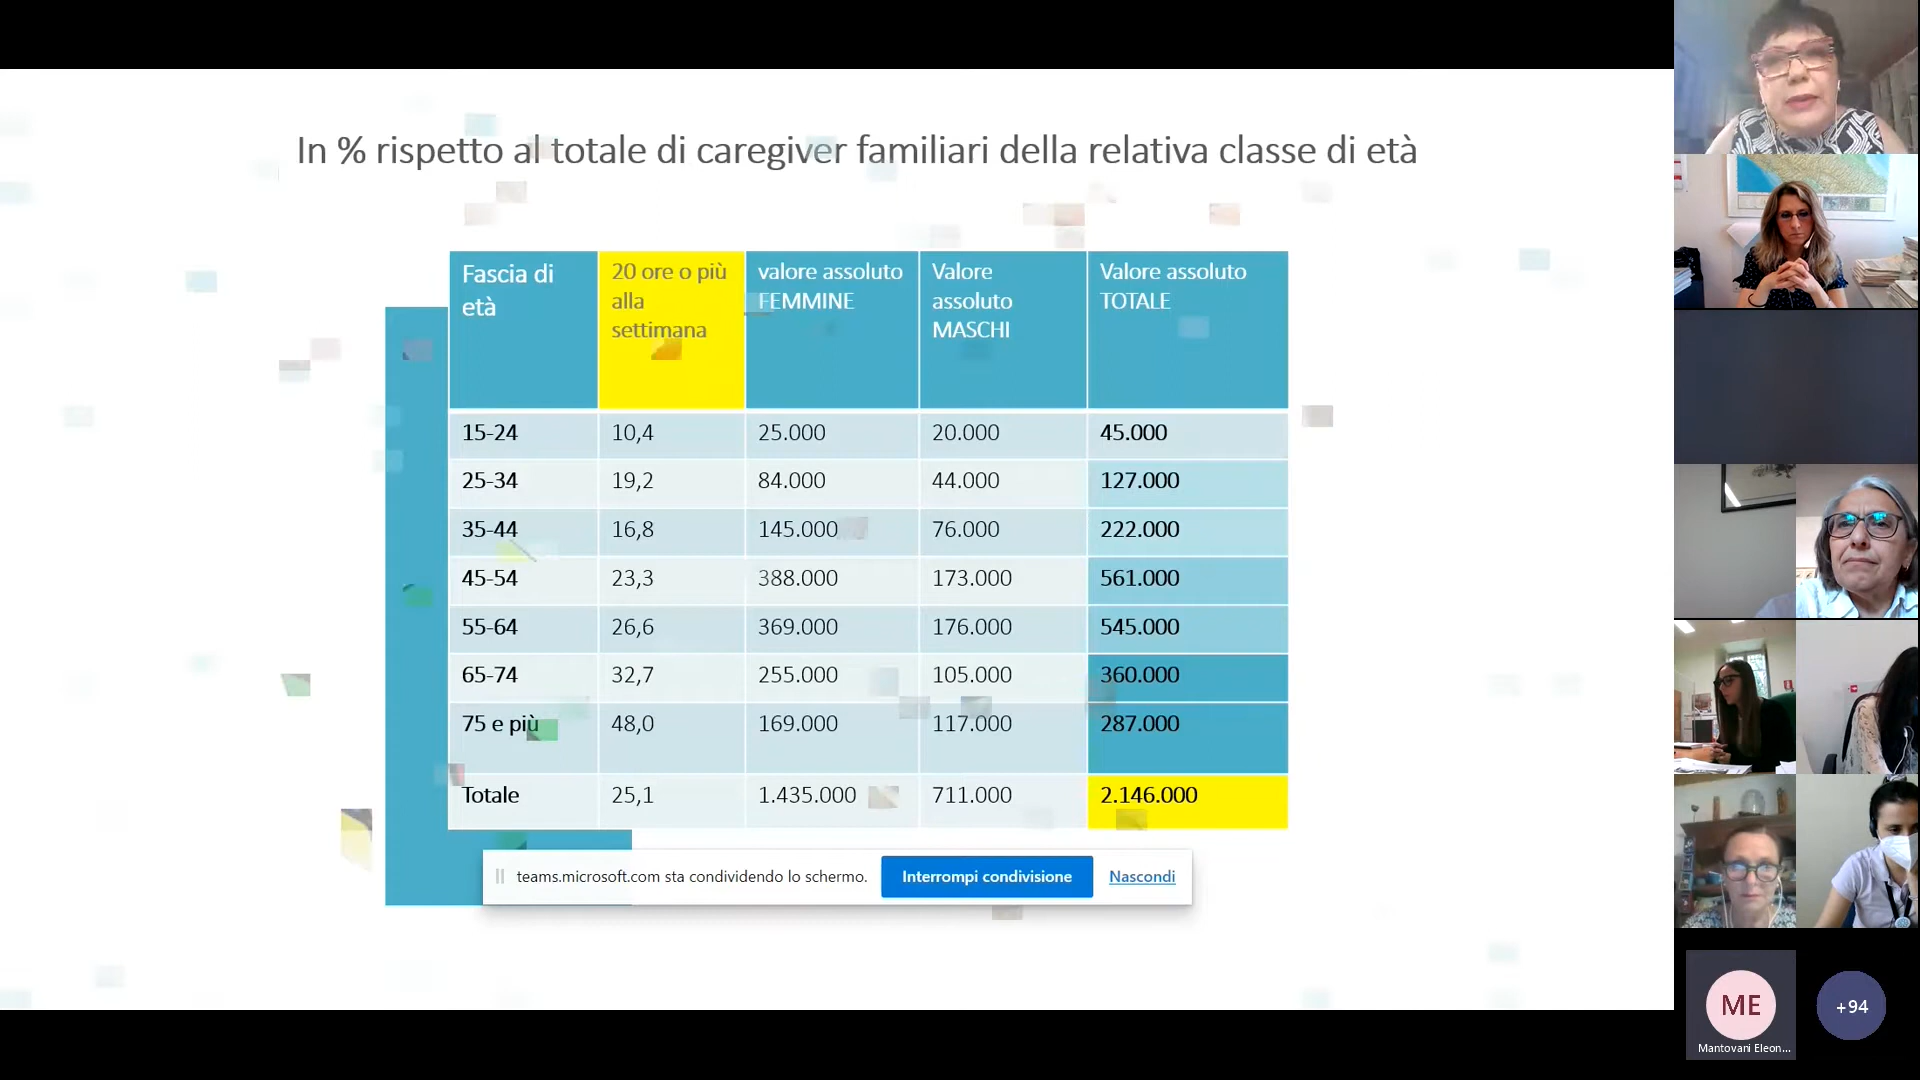 In % rispetto al totale di caregiver familiari della relativa classe di età
Fascia di età
20 ore o più alla settimana
valore assoluto FEMMINE
Valore assoluto MASCHI
Valore assoluto TOTALE
15-24 10,4 25.000 20.000 45.000
25-34 19,2 84.000 44.000 127.000
35-44 16,8 145.000 76.000 222.000
45-54 23,3 388.000 173.000 561.000
55-64 26,6 369.000 176.000 545.000
65-74 32,7 255.000 105.000 360.000
75 e più 48,0 169.000 117.000 287.000
Totale 25,1 1.435.000 711.000 2.146.000
teams.microsoft.com sta condividendo lo schermo. Interrompi condivisione Nascondi
ME
Mantovani Eleon...
+94